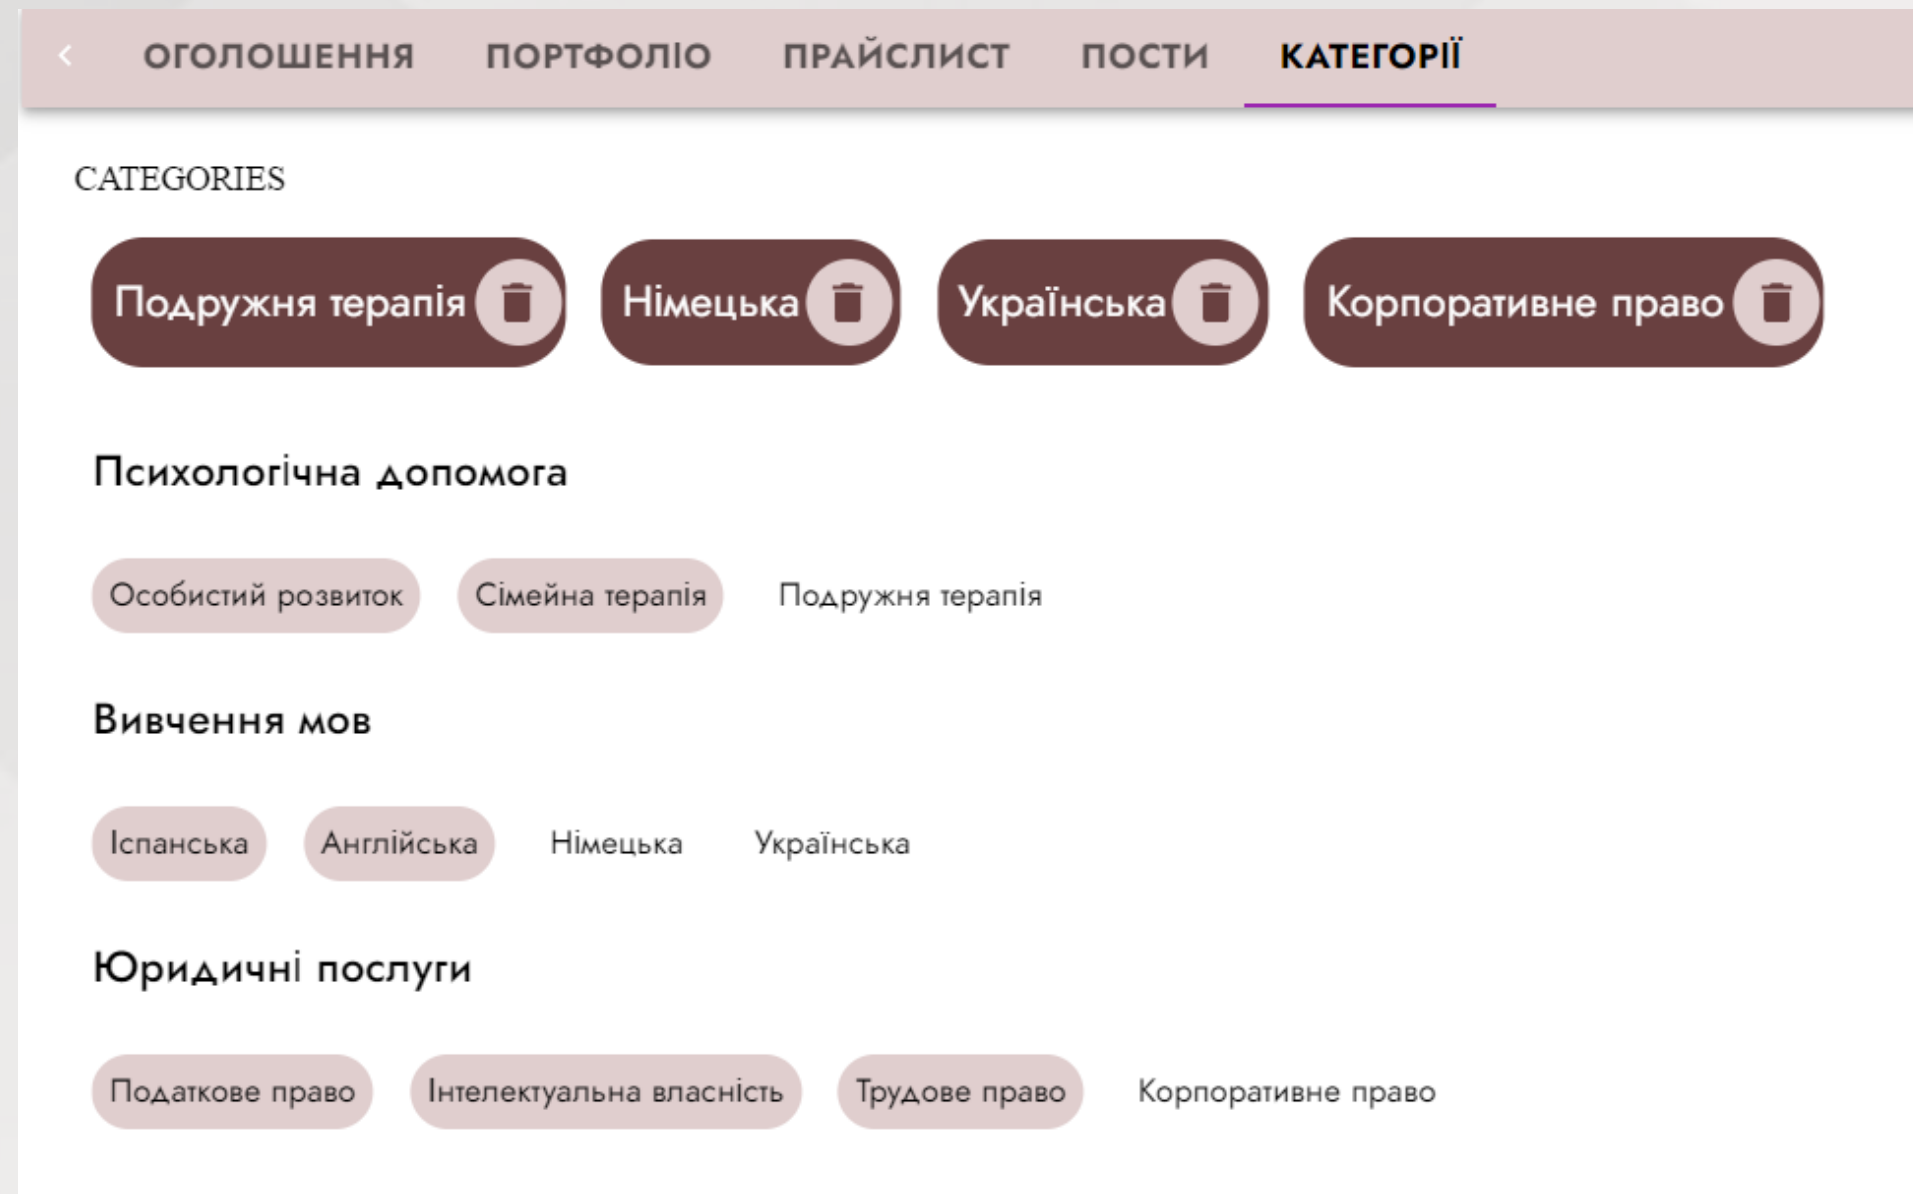 ОГОЛОШЕННЯ ПОРТФОЛІО ПРАЙСЛИСТ ПОСТИ КАТЕГОРІЇ
CATEGORIES
Подружня терапія Німецька Українська Корпоративне право
Психологічна допомога
Особистий розвиток Сімейна терапія Подружня терапія
Вивчення мов
Іспанська Англійська Німецька Українська
Юридичні послуги
Податкове право Інтелектуальна власність Трудове право Корпоративне право